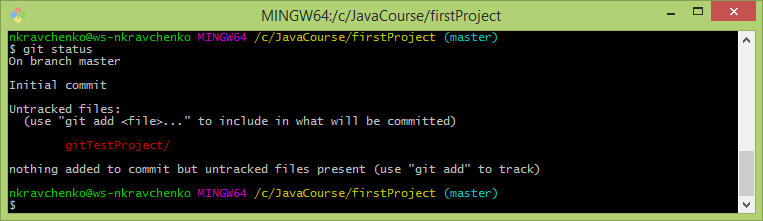 MINGW64:/c/JavaCourse/firstProject
nkravchenko@ws-nkravchenko MINGW64 /c/JavaCourse/firstProject (master)
$ git status
On branch master
Initial commit
Untracked files:
(use "git add <file>..." to include in what will be committed)
gitTestProject/
nothing added to commit but untracked files present (use "git add" to track)
nkravchenko@ws-nkravchenko MINGW64 /c/JavaCourse/firstProject (master)
$